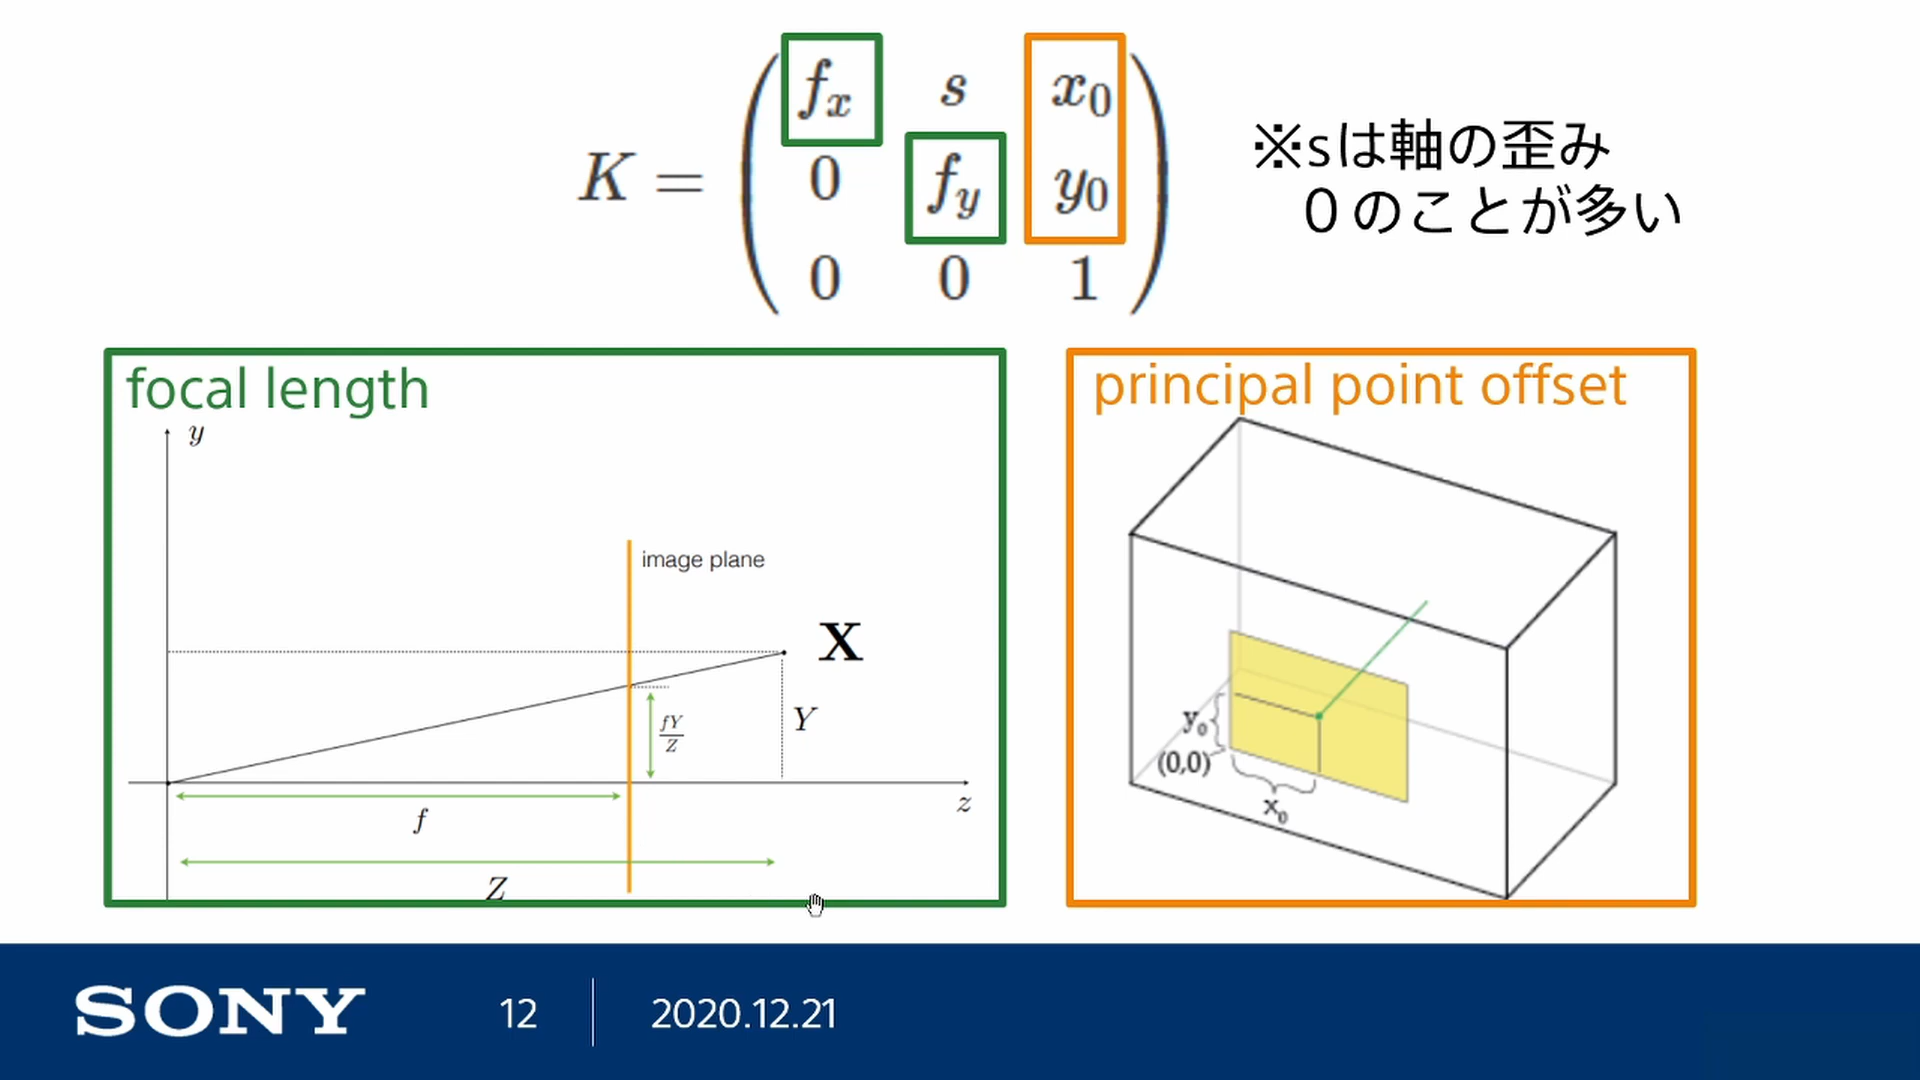 K = ( f_x s x_0
0 f_y y_0
0 0 1 )
※sは軸の歪み
0のことが多い
focal length
y
image plane
X
fY/Z
Y
f
z
Z
principal point offset
y_0
(0,0)
x_0
SONY
12
2020.12.21